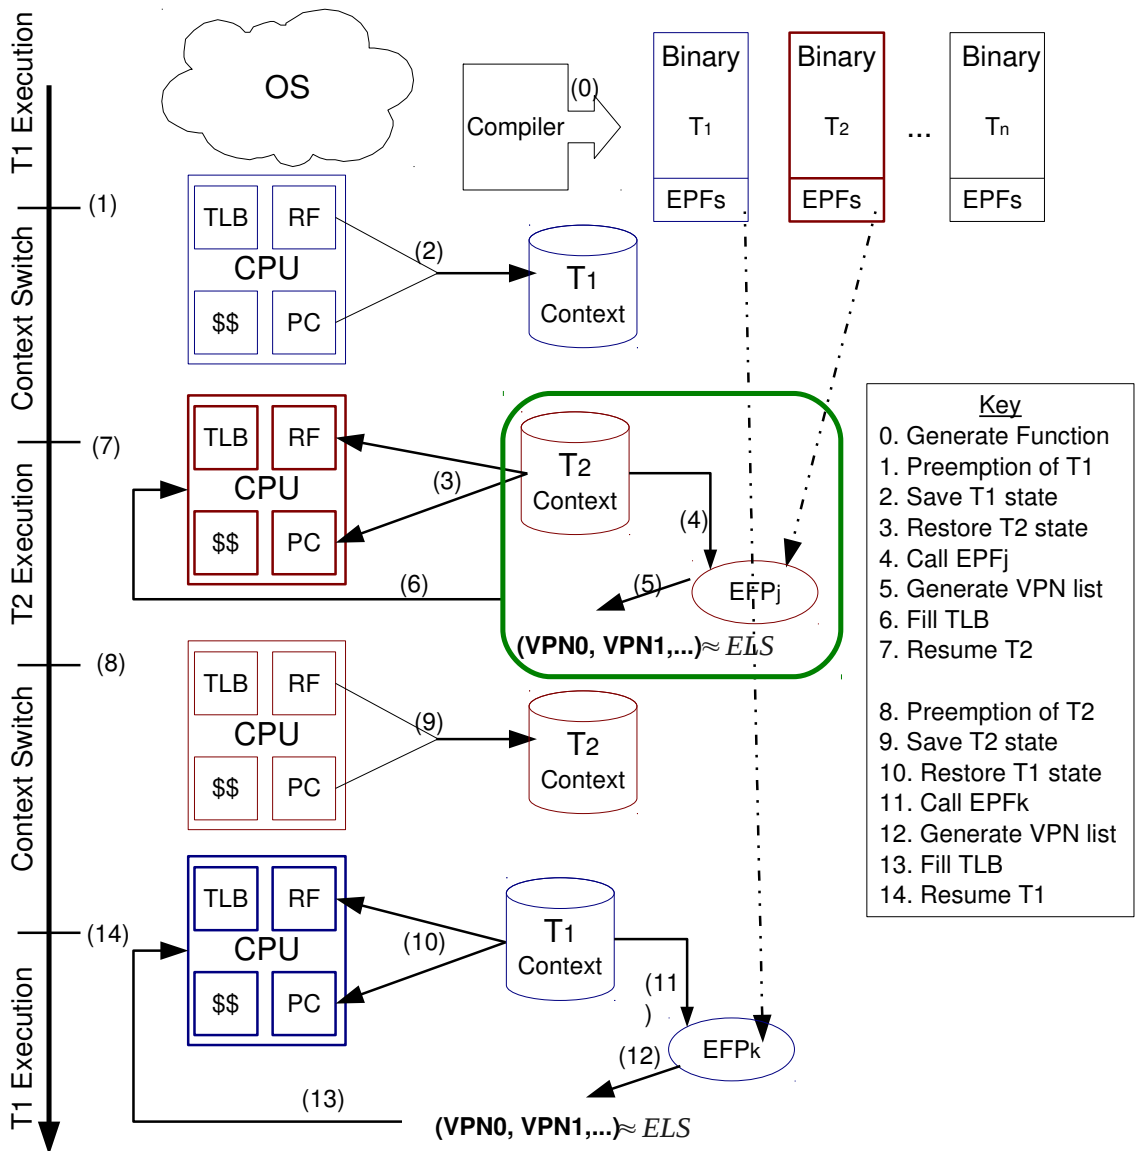 T1 Execution
Context Switch
T2 Execution
Context Switch
T1 Execution
(1)
(7)
(8)
(14)
OS
Compiler
(0)
Binary
T1
EPFs
Binary
T2
EPFs
...
Binary
Tn
EPFs
TLB
RF
CPU
$$
PC
(2)
T1
Context
TLB
RF
CPU
$$
PC
(3)
T2
Context
(4)
EFPj
(5)
(6)
(VPN0, VPN1,...)≈ ELS
TLB
RF
CPU
$$
PC
(9)
T2
Context
TLB
RF
CPU
$$
PC
(10)
T1
Context
(11
)
EFPk
(12)
(13)
(VPN0, VPN1,...)≈ ELS
Key
0. Generate Function
1. Preemption of T1
2. Save T1 state
3. Restore T2 state
4. Call EPFj
5. Generate VPN list
6. Fill TLB
7. Resume T2
8. Preemption of T2
9. Save T2 state
10. Restore T1 state
11. Call EPFk
12. Generate VPN list
13. Fill TLB
14. Resume T1